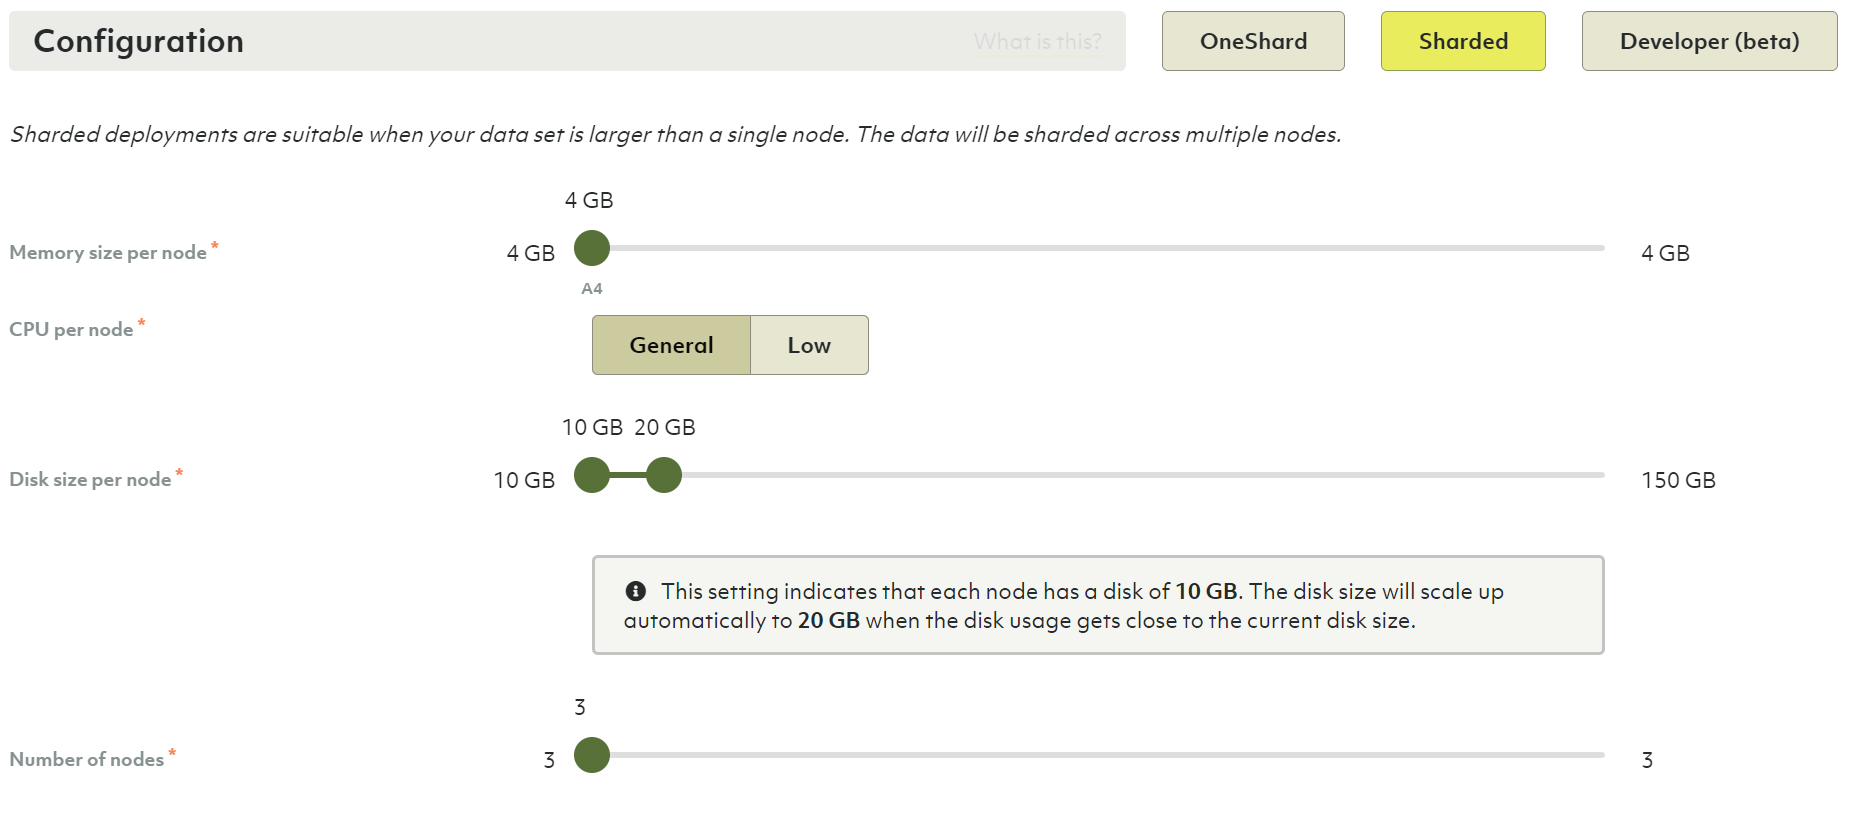 Configuration What is this? OneShard Sharded Developer (beta)
Sharded deployments are suitable when your data set is larger than a single node. The data will be sharded across multiple nodes.
4 GB
Memory size per node * 4 GB 4 GB
A4
CPU per node * General Low
10 GB 20 GB
Disk size per node * 10 GB 150 GB
This setting indicates that each node has a disk of 10 GB. The disk size will scale up
automatically to 20 GB when the disk usage gets close to the current disk size.
3
Number of nodes * 3 3